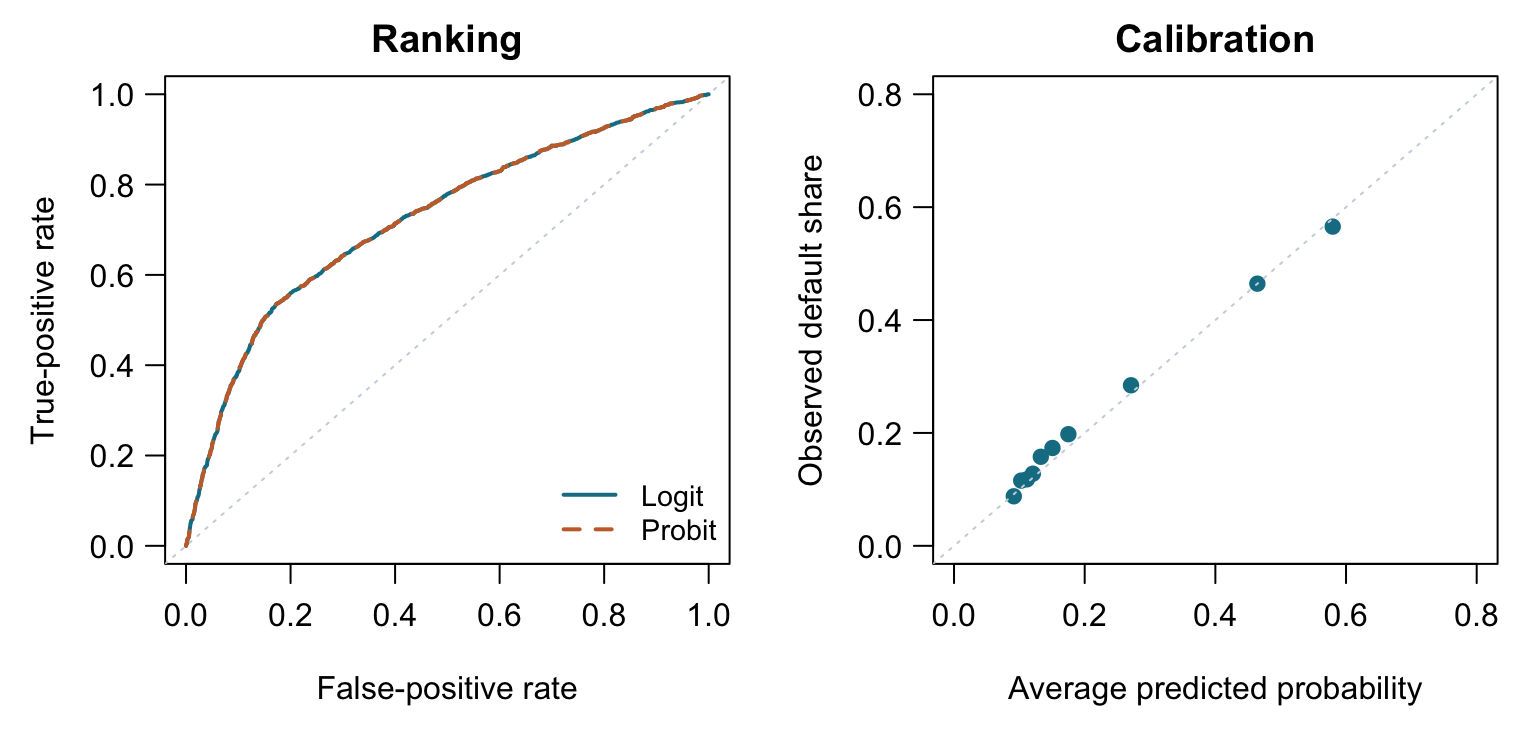 Ranking
True-positive rate
1.0
0.8
0.6
0.4
0.2
0.0
Logit
Probit
0.0 0.2 0.4 0.6 0.8 1.0
False-positive rate
Calibration
Observed default share
0.8
0.6
0.4
0.2
0.0
0.0 0.2 0.4 0.6 0.8
Average predicted probability